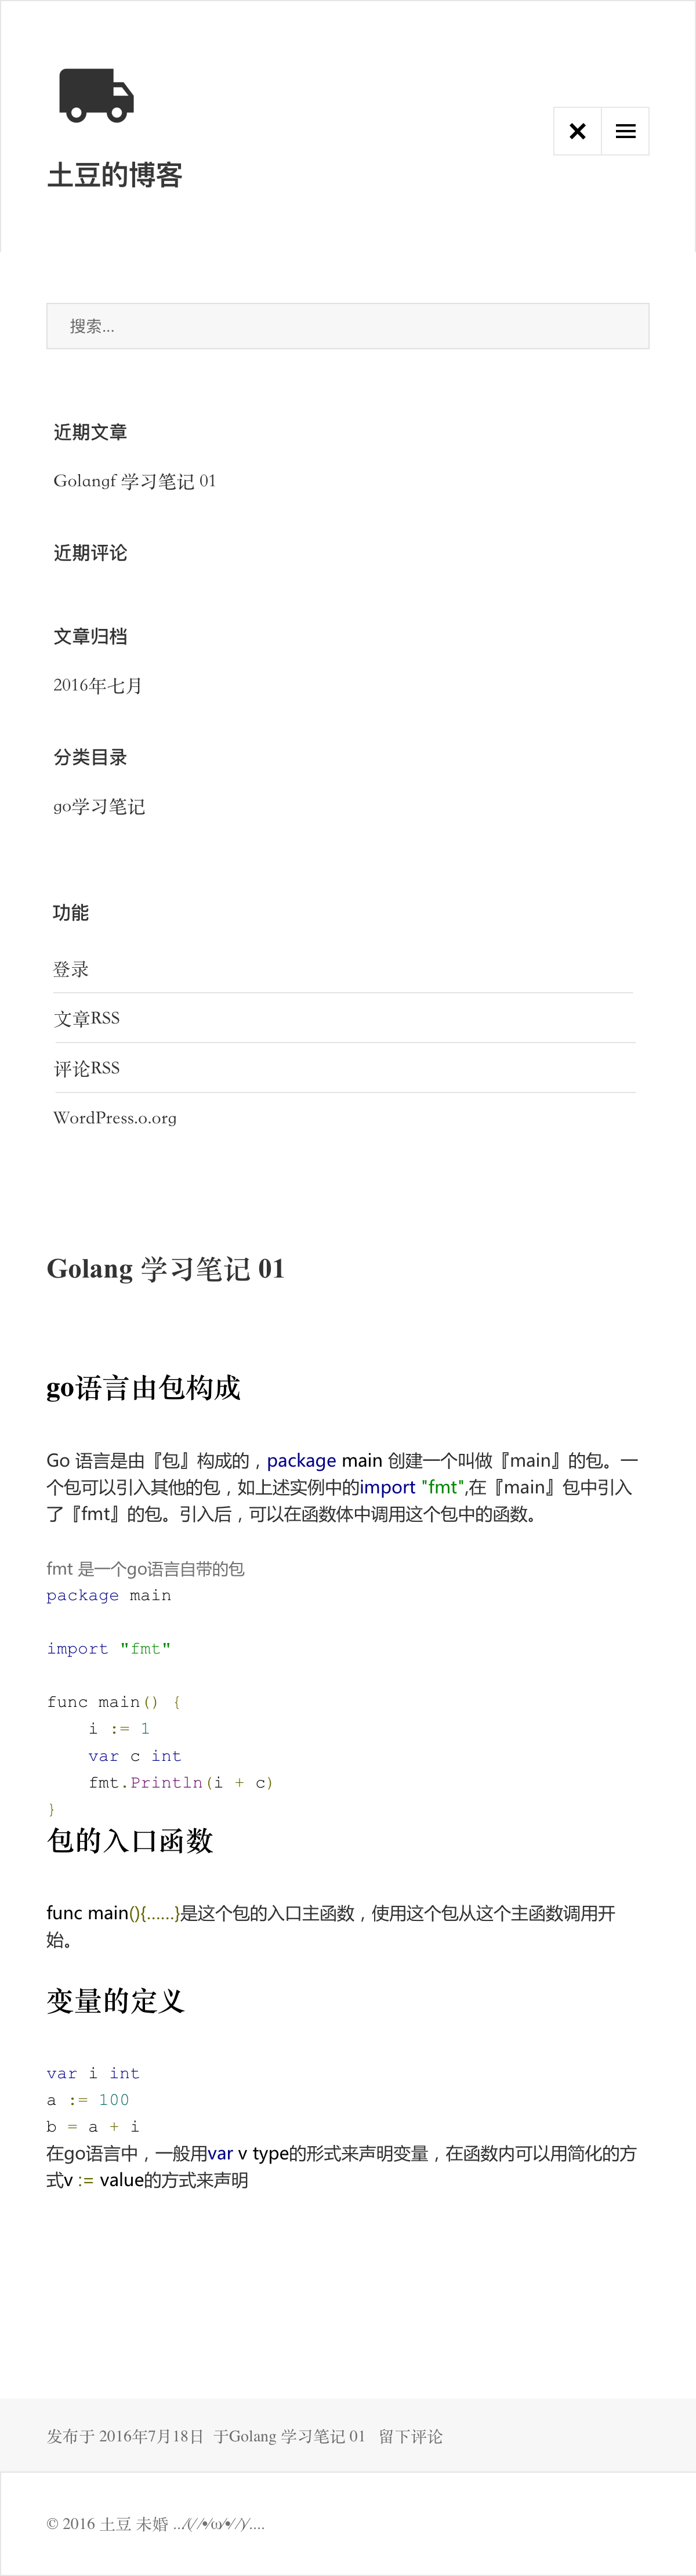 土豆的博客
搜索...
近期文章
Golangf 学习笔记 01
近期评论
文章归档
2016年七月
分类目录
go学习笔记
功能
登录
文章RSS
评论RSS
WordPress.o.org
Golang 学习笔记 01
go语言由包构成
Go 语言是由『包』构成的，package main 创建一个叫做『main』的包。一
个包可以引入其他的包，如上述实例中的import "fmt",在『main』包中引入
了『fmt』的包。引入后，可以在函数体中调用这个包中的函数。
fmt 是一个go语言自带的包
package main
import "fmt"
func main() {
    i := 1
    var c int
    fmt.Println(i + c)
}
包的入口函数
func main(){......}是这个包的入口主函数，使用这个包从这个主函数调用开
始。
变量的定义
var i int
a := 100
b = a + i
在go语言中，一般用var v type的形式来声明变量，在函数内可以用简化的方
式v := value的方式来声明
发布于 2016年7月18日 于Golang 学习笔记 01 留下评论
© 2016 土豆 未婚 ../(/ /•/ω/•/ /)/....